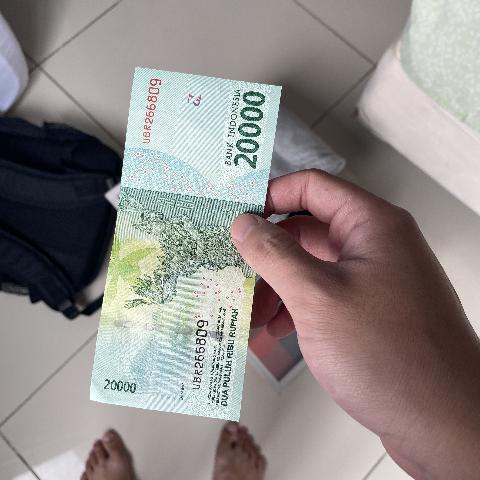 UBR266809
BANK INDONESIA
20000
20000
UBR266809
DUA PULUH RIBU RUPIAH